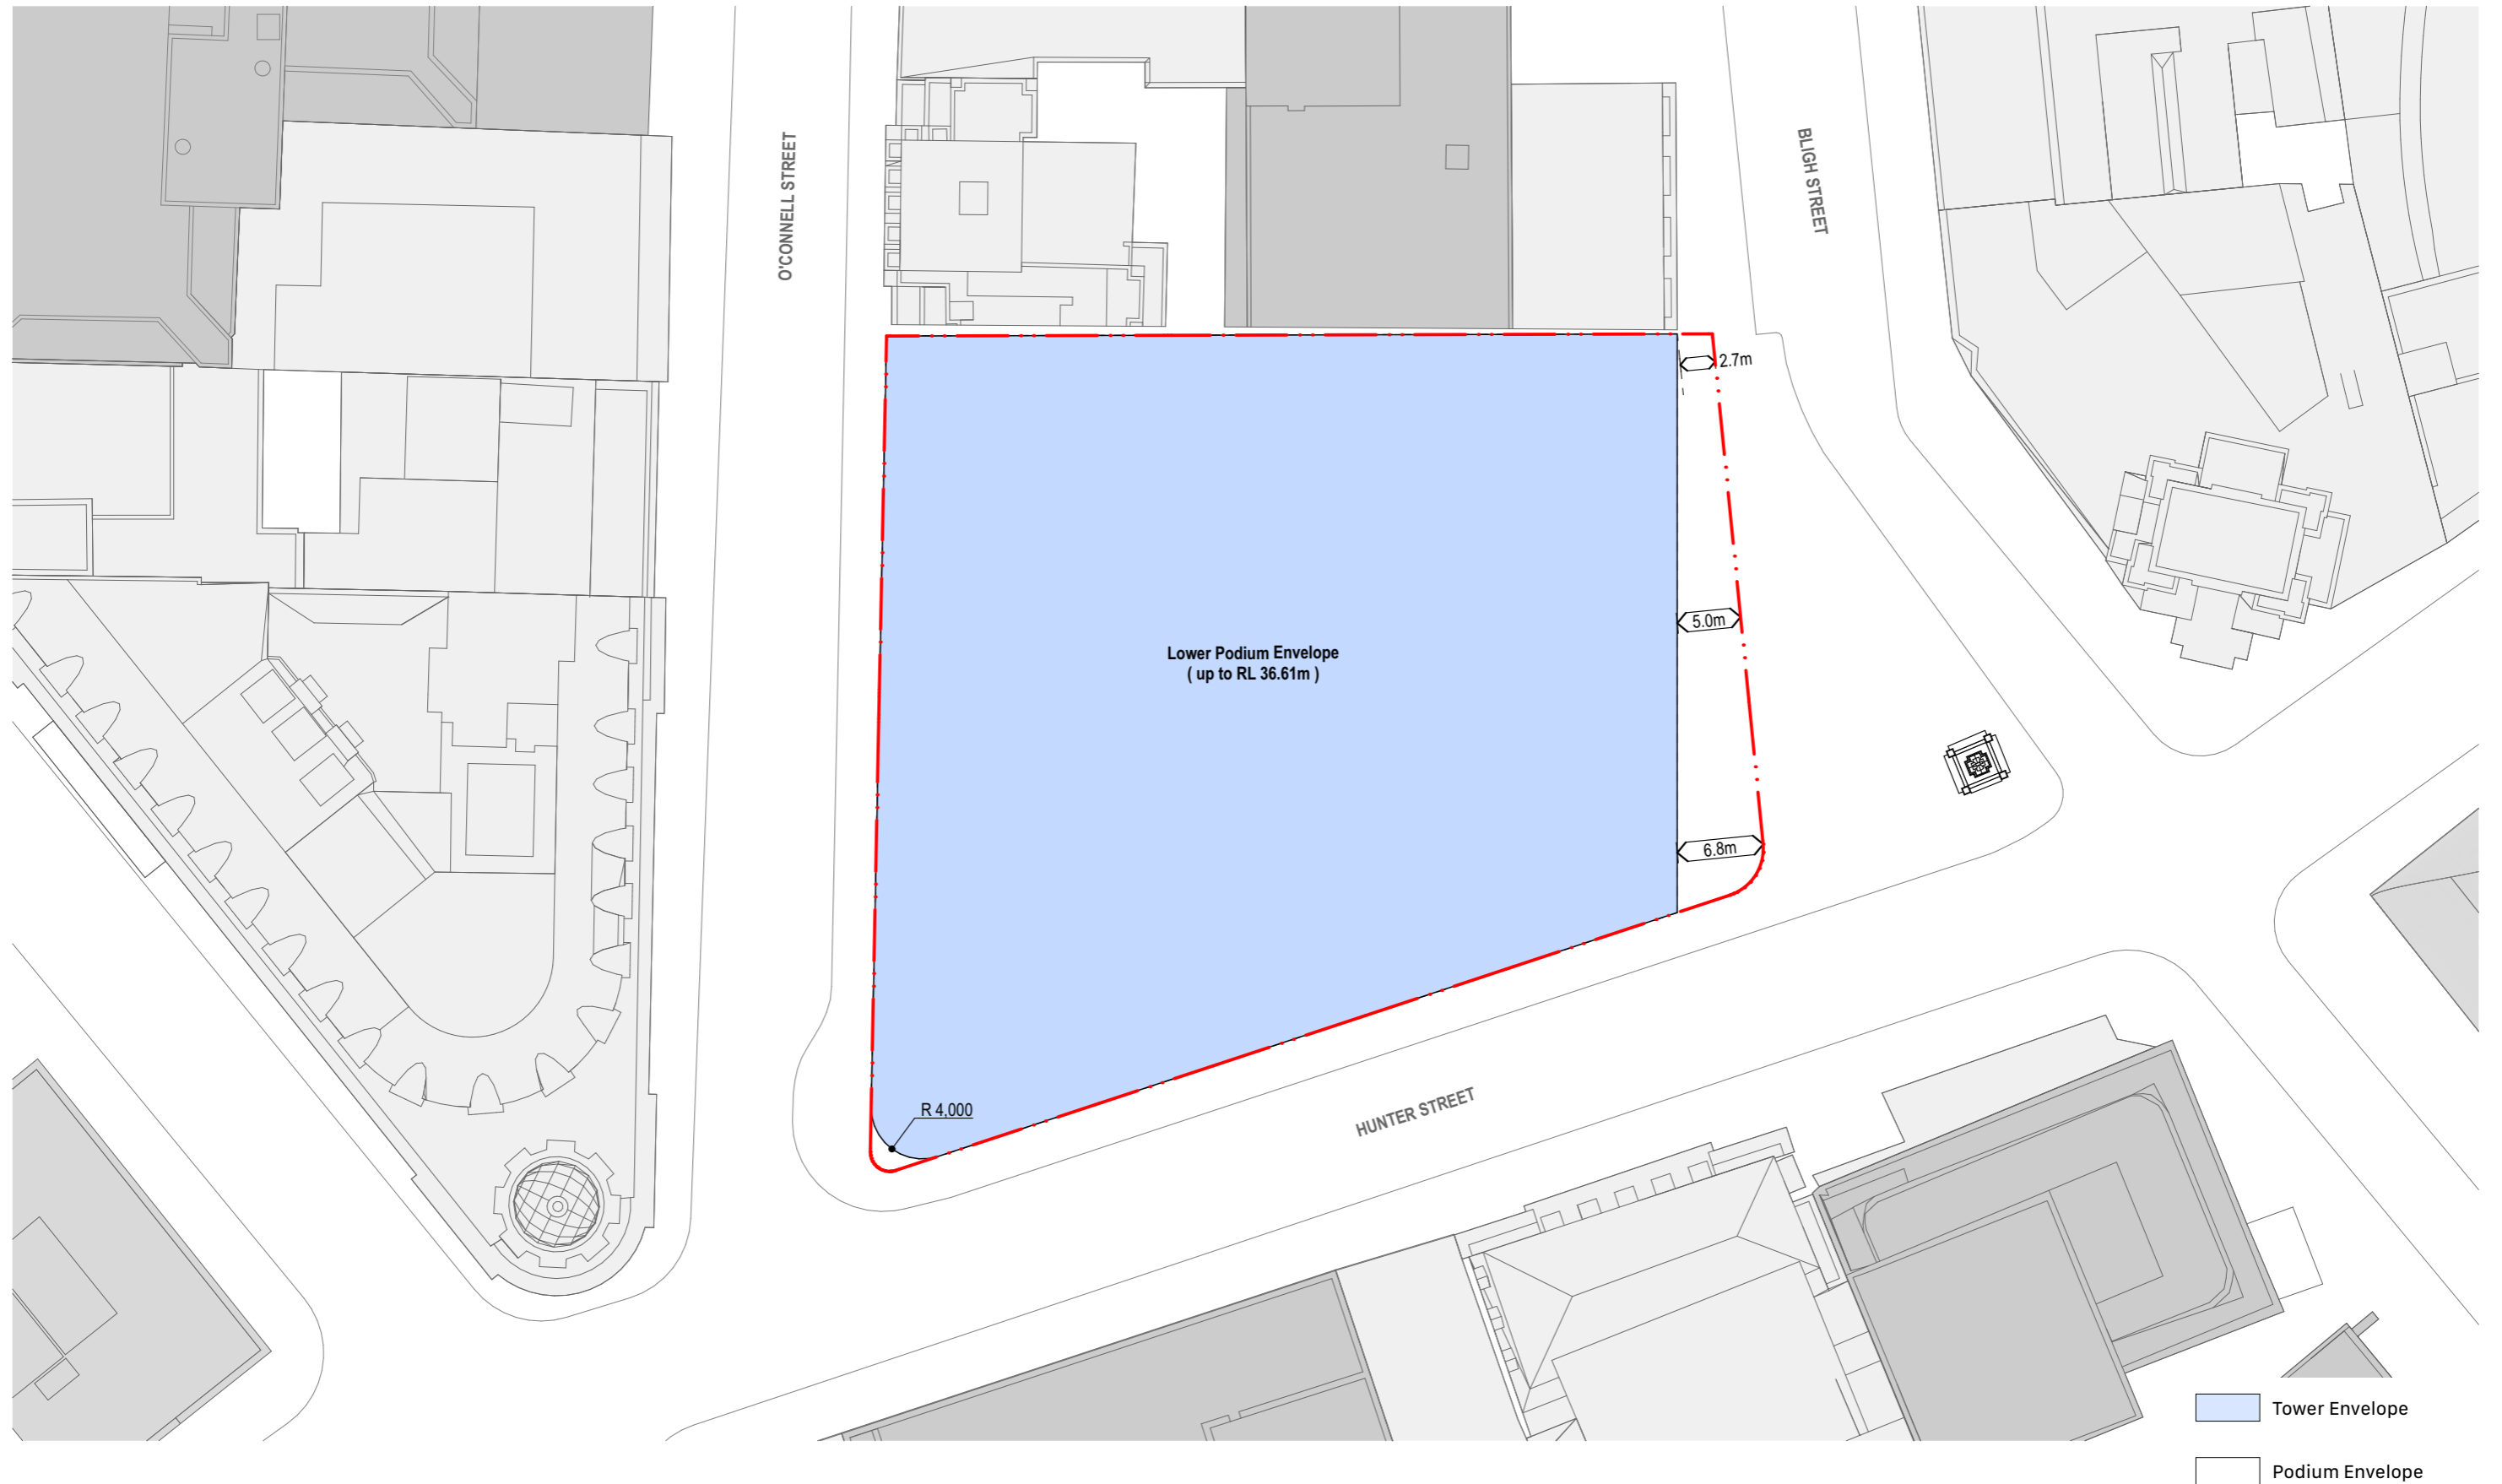 O'CONNELL STREET
BLIGH STREET
2.7m
5.0m
Lower Podium Envelope
( up to RL 36.61m )
6.8m
R 4,000
HUNTER STREET
Tower Envelope
Podium Envelope